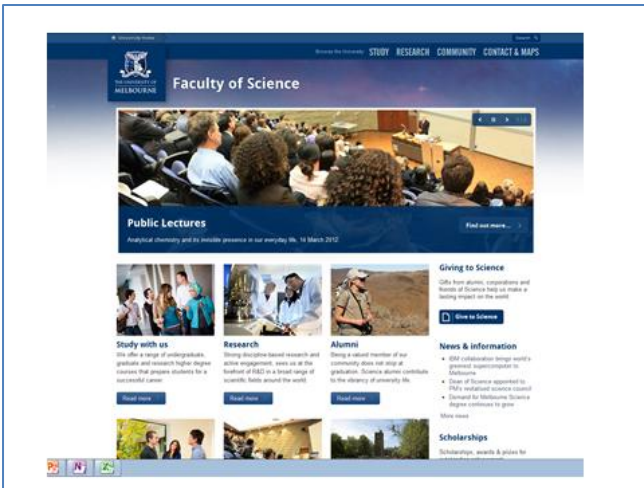 University Home
Search
Browse the University STUDY RESEARCH COMMUNITY CONTACT & MAPS
THE UNIVERSITY OF
MELBOURNE
Faculty of Science
Public Lectures
Analytical chemistry and its invisible presence in our everyday life, 14 March 2012
Find out more...
Study with us
We offer a range of undergraduate,
graduate and research higher degree
courses that prepare students for a
successful career.
Read more
Research
Strong discipline-based research and
active engagement, sees us at the
forefront of R&D in a broad range of
scientific fields around the world.
Read more
Alumni
Being a valued member of our
community does not stop at
graduation. Science alumni contribute
to the vibrancy of university life.
Read more
Giving to Science
Gifts from alumni, corporations and
friends of Science help us make a
lasting impact on the world.
Give to Science
News & information
IBM collaboration brings world's
greenest supercomputer to
Melbourne
Dean of Science appointed to
PM's revitalised science council
Demand for Melbourne Science
degree continues to grow
More news
Scholarships
Scholarships, awards & prizes for